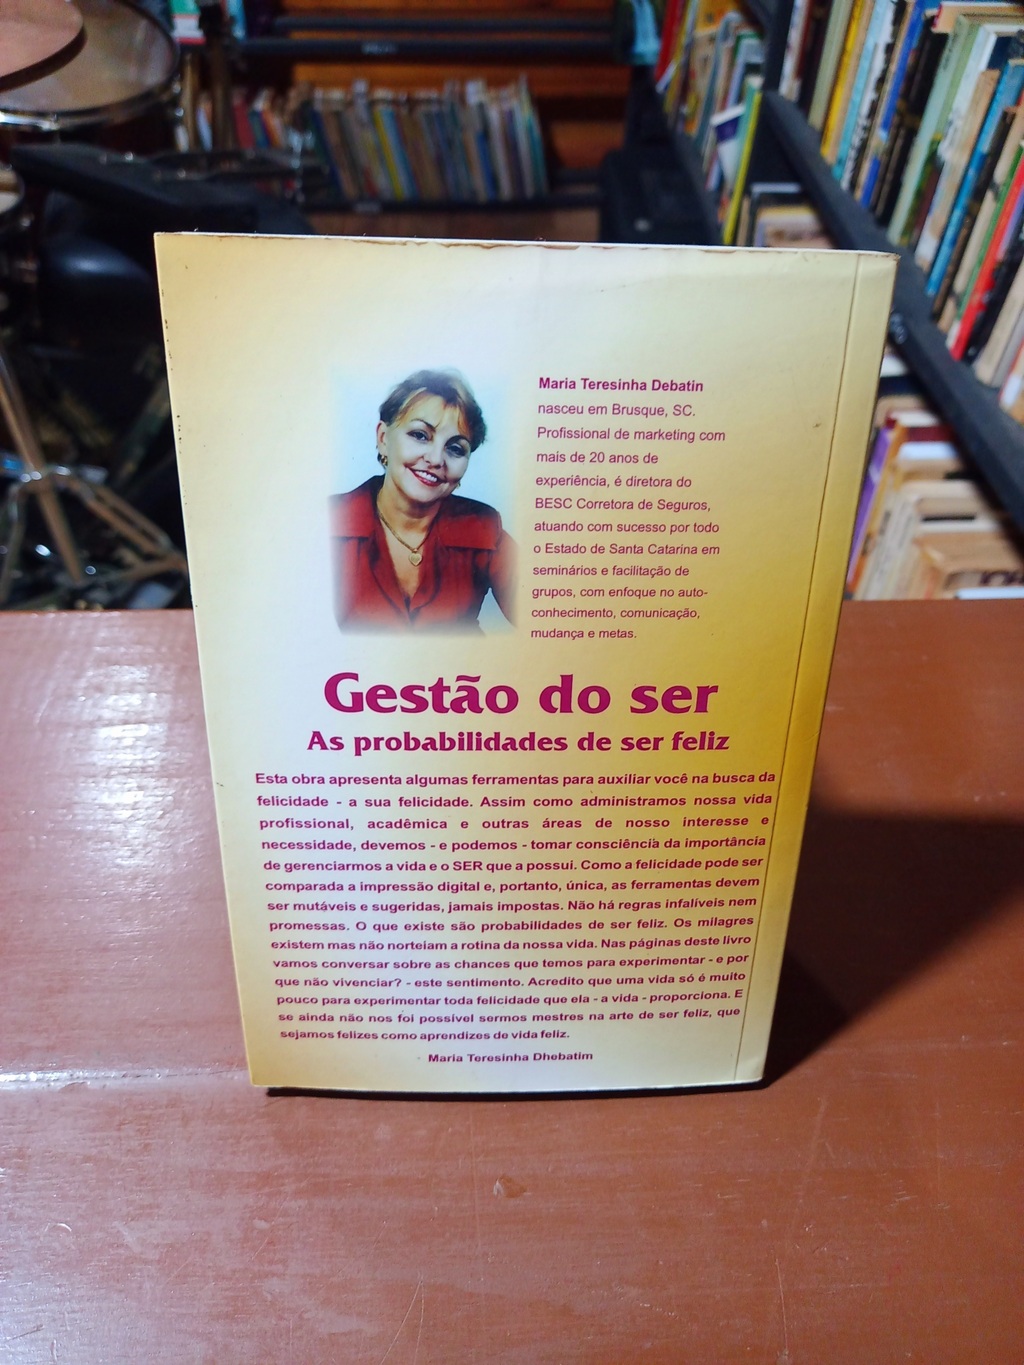 Maria Teresinha Debatin
nasceu em Brusque, SC.
Profissional de marketing com
mais de 20 anos de
experiência, é diretora do
BESC Corretora de Seguros,
atuando com sucesso por todo
o Estado de Santa Catarina em
seminários e facilitação de
grupos, com enfoque no auto-
conhecimento, comunicação,
mudança e metas.
Gestão do ser
As probabilidades de ser feliz
Esta obra apresenta algumas ferramentas para auxiliar você na busca da
felicidade - a sua felicidade. Assim como administramos nossa vida
profissional, acadêmica e outras áreas de nosso interesse e
necessidade, devemos - e podemos - tomar consciência da importância
de gerenciarmos a vida e o SER que a possui. Como a felicidade pode ser
comparada a impressão digital e, portanto, única, as ferramentas devem
ser mutáveis e sugeridas, jamais impostas. Não há regras infalíveis nem
promessas. O que existe são probabilidades de ser feliz. Os milagres
existem mas não norteiam a rotina da nossa vida. Nas páginas deste livro
vamos conversar sobre as chances que temos para experimentar - e por
que não vivenciar? - este sentimento. Acredito que uma vida só é muito
pouco para experimentar toda felicidade que ela - a vida - proporciona. E
se ainda não nos foi possível sermos mestres na arte de ser feliz, que
sejamos felizes como aprendizes de vida feliz.
Maria Teresinha Dhebatim